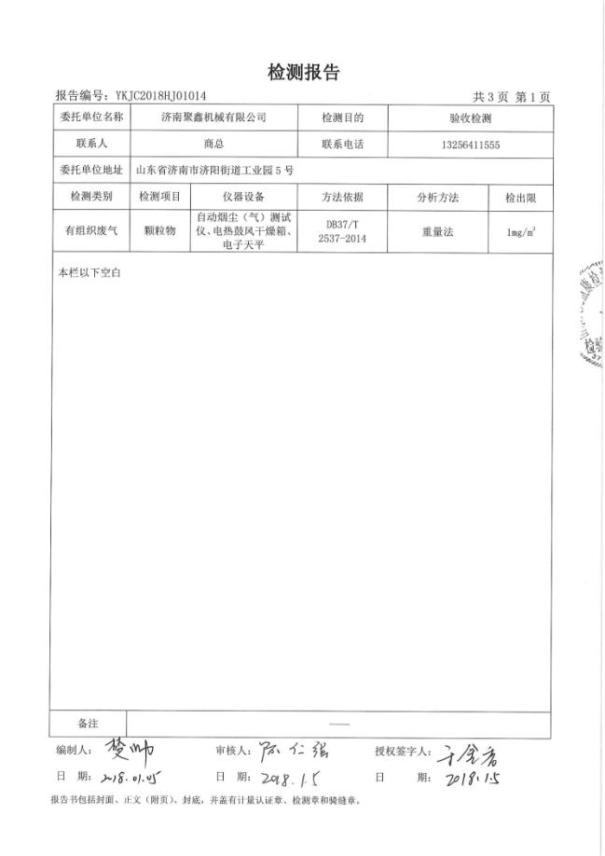 检测报告
报告编号：YKJC2018HJ01014 共 3 页 第 1 页
委托单位名称 济南聚鑫机械有限公司 检测目的 验收检测
联系人 商总 联系电话 13256411555
委托单位地址 山东省济南市济阳街道工业园 5 号
检测类别 检测项目 仪器设备 方法依据 分析方法 检出限
有组织废气 颗粒物 自动烟尘（气）测试仪、电热鼓风干燥箱、电子天平 DB37/T 2537-2014 重量法 1mg/m³
本栏以下空白
备注 ——
编制人： 审核人：陈仁强 授权签字人：
日 期：2018.01.05 日 期：2018.1.5 日 期：2018.1.5
报告书包括封面、正文（附页）、封底，并盖有计量认证章、检测章和骑缝章。